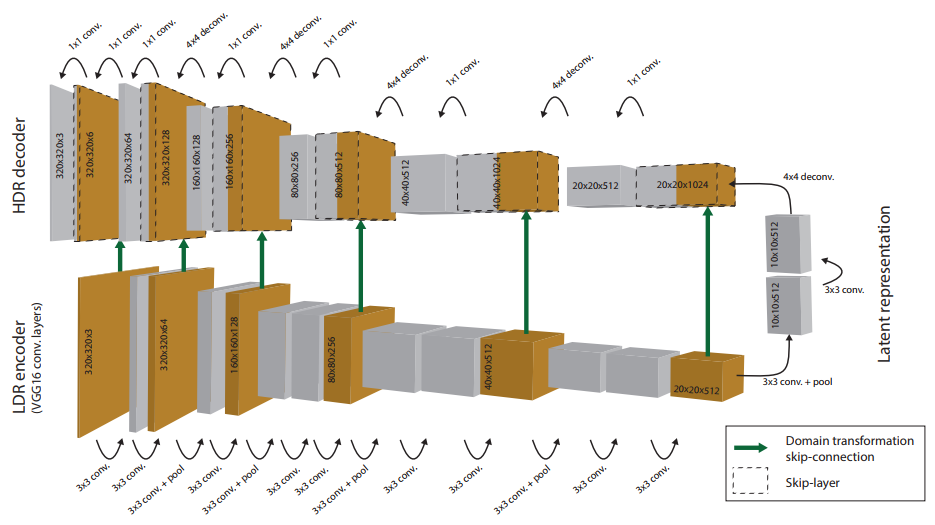 1x1 conv.
1x1 conv.
1x1 conv.
4x4 deconv.
1x1 conv.
4x4 deconv.
1x1 conv.
4x4 deconv.
1x1 conv.
4x4 deconv.
1x1 conv.
HDR decoder
320x320x3
320x320x6
320x320x64
320x320x128
160x160x128
160x160x256
80x80x256
80x80x512
40x40x512
40x40x1024
20x20x512
20x20x1024
4x4 deconv.
10x10x512
3x3 conv.
10x10x512
Latent representation
LDR encoder
(VGG16 conv. layers)
320x320x3
320x320x64
160x160x128
80x80x256
40x40x512
20x20x512
3x3 conv. + pool
3x3 conv.
3x3 conv.
3x3 conv. + pool
3x3 conv.
3x3 conv. + pool
3x3 conv.
3x3 conv.
3x3 conv. + pool
3x3 conv.
3x3 conv.
3x3 conv. + pool
3x3 conv.
3x3 conv.
Domain transformation
skip-connection
Skip-layer